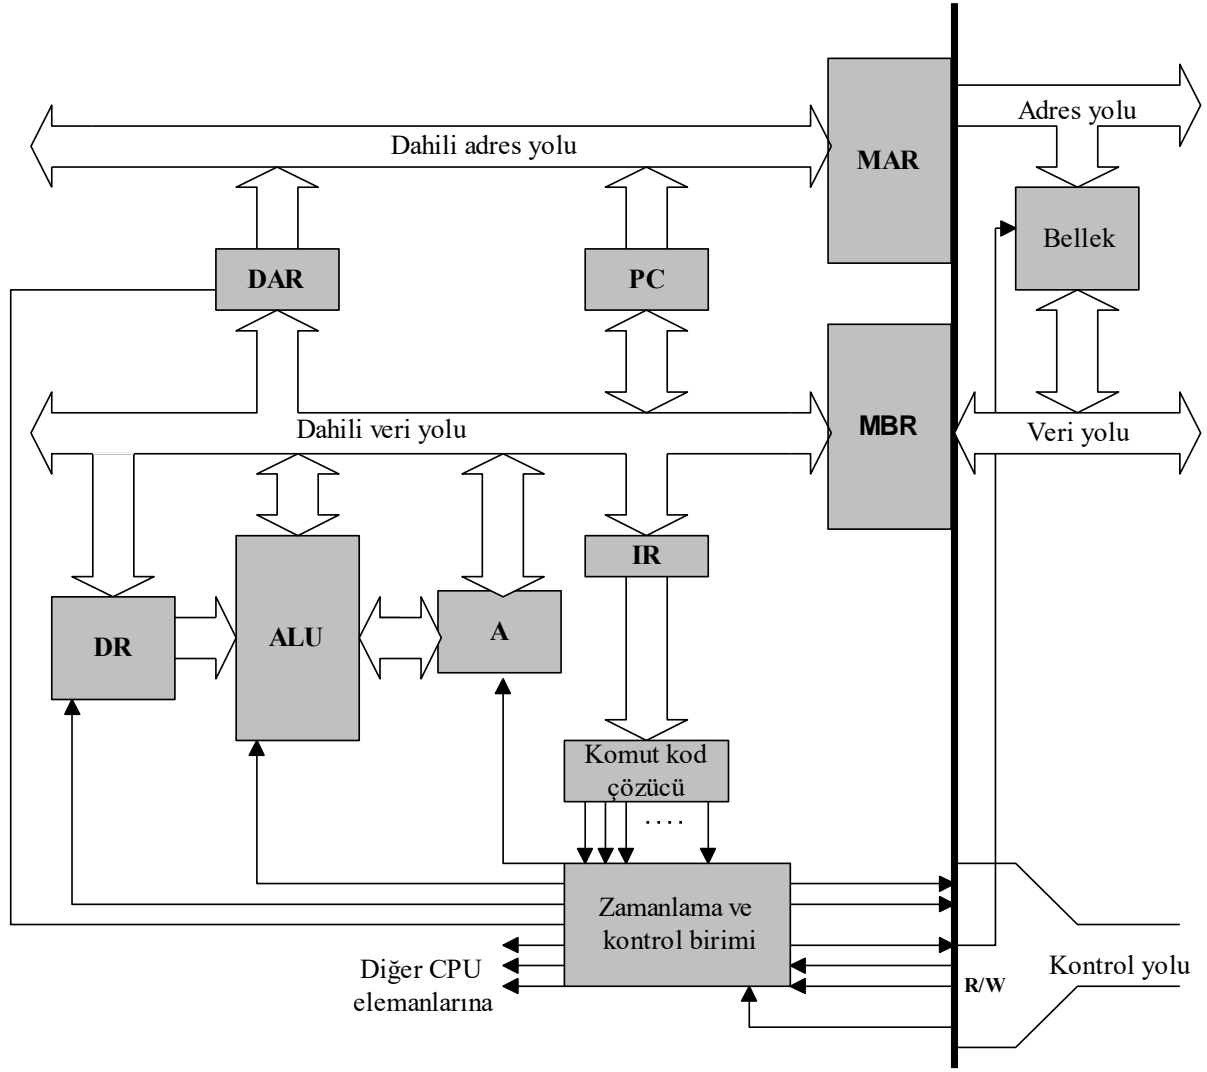 Adres yolu
Dahili adres yolu
MAR
Bellek
DAR
PC
MBR
Dahili veri yolu
Veri yolu
IR
DR
ALU
A
Komut kod
çözücü
....
Zamanlama ve
kontrol birimi
Diğer CPU
elemanlarına
Kontrol yolu
R/W